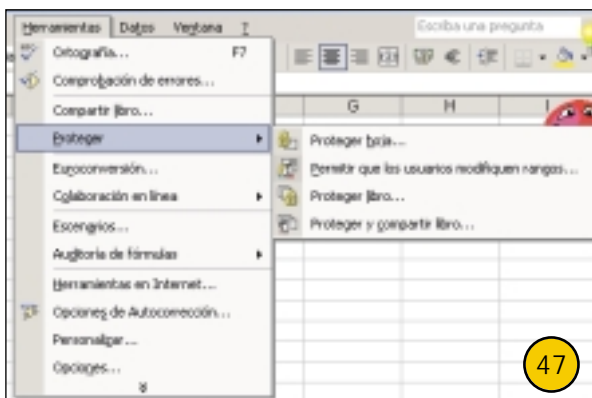 Herramientas Datos Ventana ? Escriba una pregunta
Ortografía... F7
Comprobación de errores...
Compartir libro...
Proteger
Euroconversión...
Colaboración en línea
Escenarios...
Auditoría de fórmulas
Herramientas en Internet...
Opciones de Autocorrección...
Personalizar...
Opciones...
G H I
Proteger hoja...
Permitir que los usuarios modifiquen rangos...
Proteger libro...
Proteger y compartir libro...
47